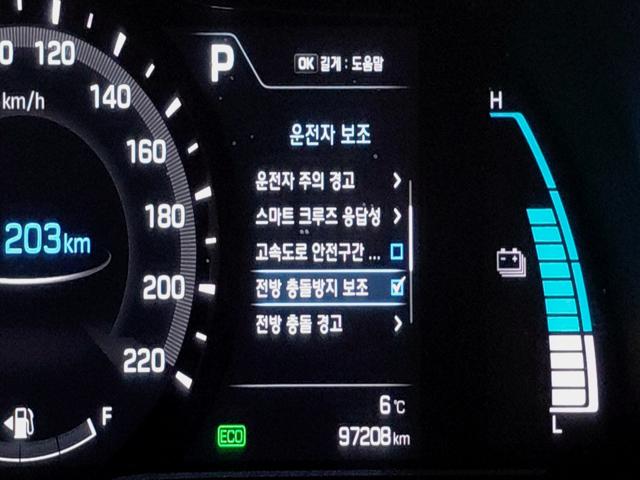 120
140
km/h
160
180
203km
200
220
F
P
OK 길게 : 도움말
운전자 보조
운전자 주의 경고
스마트 크루즈 응답성
고속도로 안전구간 ...
전방 충돌방지 보조
전방 충돌 경고
6°C
ECO
97208 km
H
L